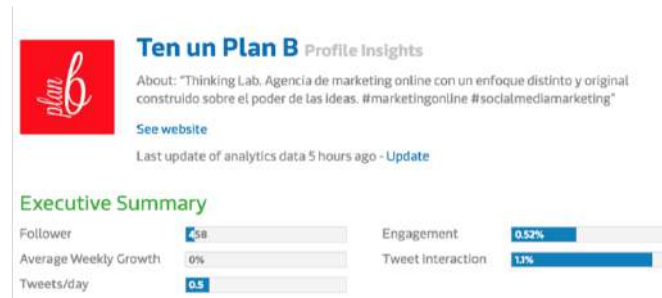 plan b
Ten un Plan B Profile Insights
About: "Thinking Lab. Agencia de marketing online con un enfoque distinto y original
construido sobre el poder de las ideas. #marketingonline #socialmediamarketing"
See website
Last update of analytics data 5 hours ago - Update
Executive Summary
Follower 458 Engagement 0.52%
Average Weekly Growth 0% Tweet Interaction 1.1%
Tweets/day 0.5